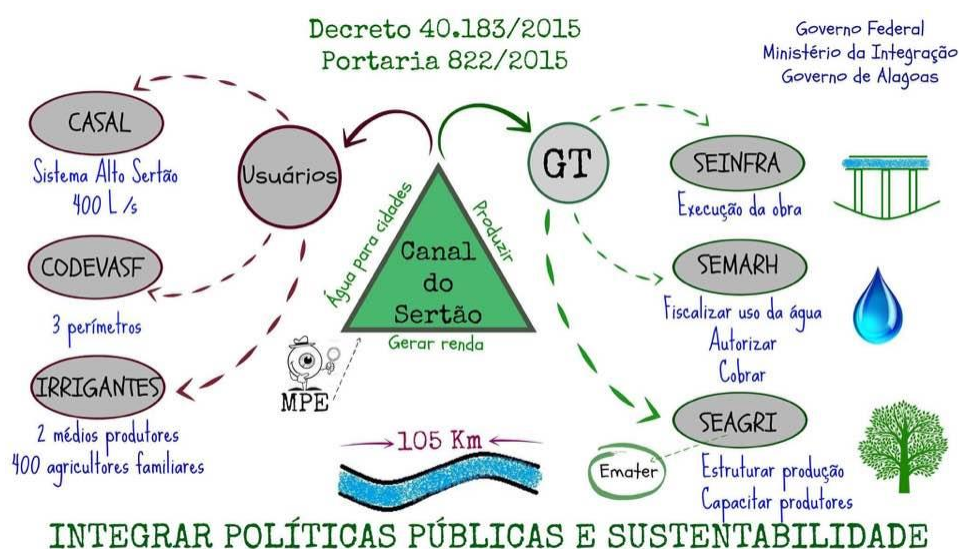 Decreto 40.183/2015
Portaria 822/2015
Governo Federal
Ministério da Integração
Governo de Alagoas
CASAL
Sistema Alto Sertão
400 L /s
CODEVASF
3 perímetros
IRRIGANTES
2 médios produtores
400 agricultores familiares
Usuários
Água para cidades
Produzir
Canal
do
Sertão
Gerar renda
MPE
105 Km
GT
SEINFRA
Execução da obra
SEMARH
Fiscalizar uso da água
Autorizar
Cobrar
SEAGRI
Emater
Estruturar produção
Capacitar produtores
INTEGRAR POLÍTICAS PÚBLICAS E SUSTENTABILIDADE